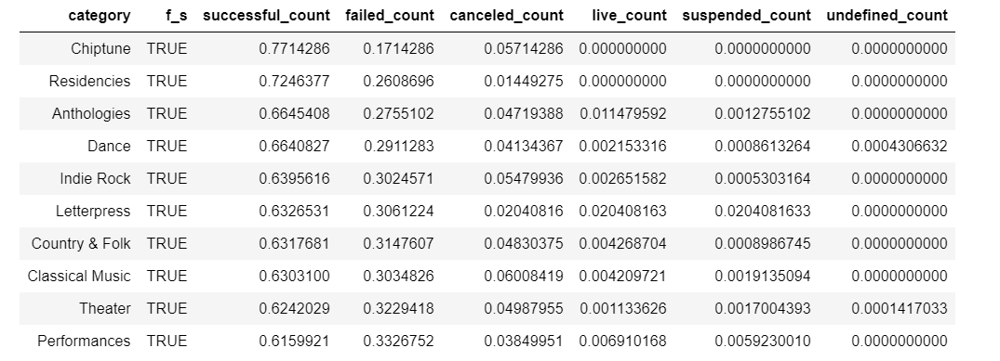 category f_s successful_count failed_count canceled_count live_count suspended_count undefined_count
Chiptune TRUE 0.7714286 0.1714286 0.05714286 0.000000000 0.0000000000 0.0000000000
Residencies TRUE 0.7246377 0.2608696 0.01449275 0.000000000 0.0000000000 0.0000000000
Anthologies TRUE 0.6645408 0.2755102 0.04719388 0.011479592 0.0012755102 0.0000000000
Dance TRUE 0.6640827 0.2911283 0.04134367 0.002153316 0.0008613264 0.0004306632
Indie Rock TRUE 0.6395616 0.3024571 0.05479936 0.002651582 0.0005303164 0.0000000000
Letterpress TRUE 0.6326531 0.3061224 0.02040816 0.020408163 0.0204081633 0.0000000000
Country & Folk TRUE 0.6317681 0.3147607 0.04830375 0.004268704 0.0008986745 0.0000000000
Classical Music TRUE 0.6303100 0.3034826 0.06008419 0.004209721 0.0019135094 0.0000000000
Theater TRUE 0.6242029 0.3229418 0.04987955 0.001133626 0.0017004393 0.0001417033
Performances TRUE 0.6159921 0.3326752 0.03849951 0.006910168 0.0059230010 0.0000000000